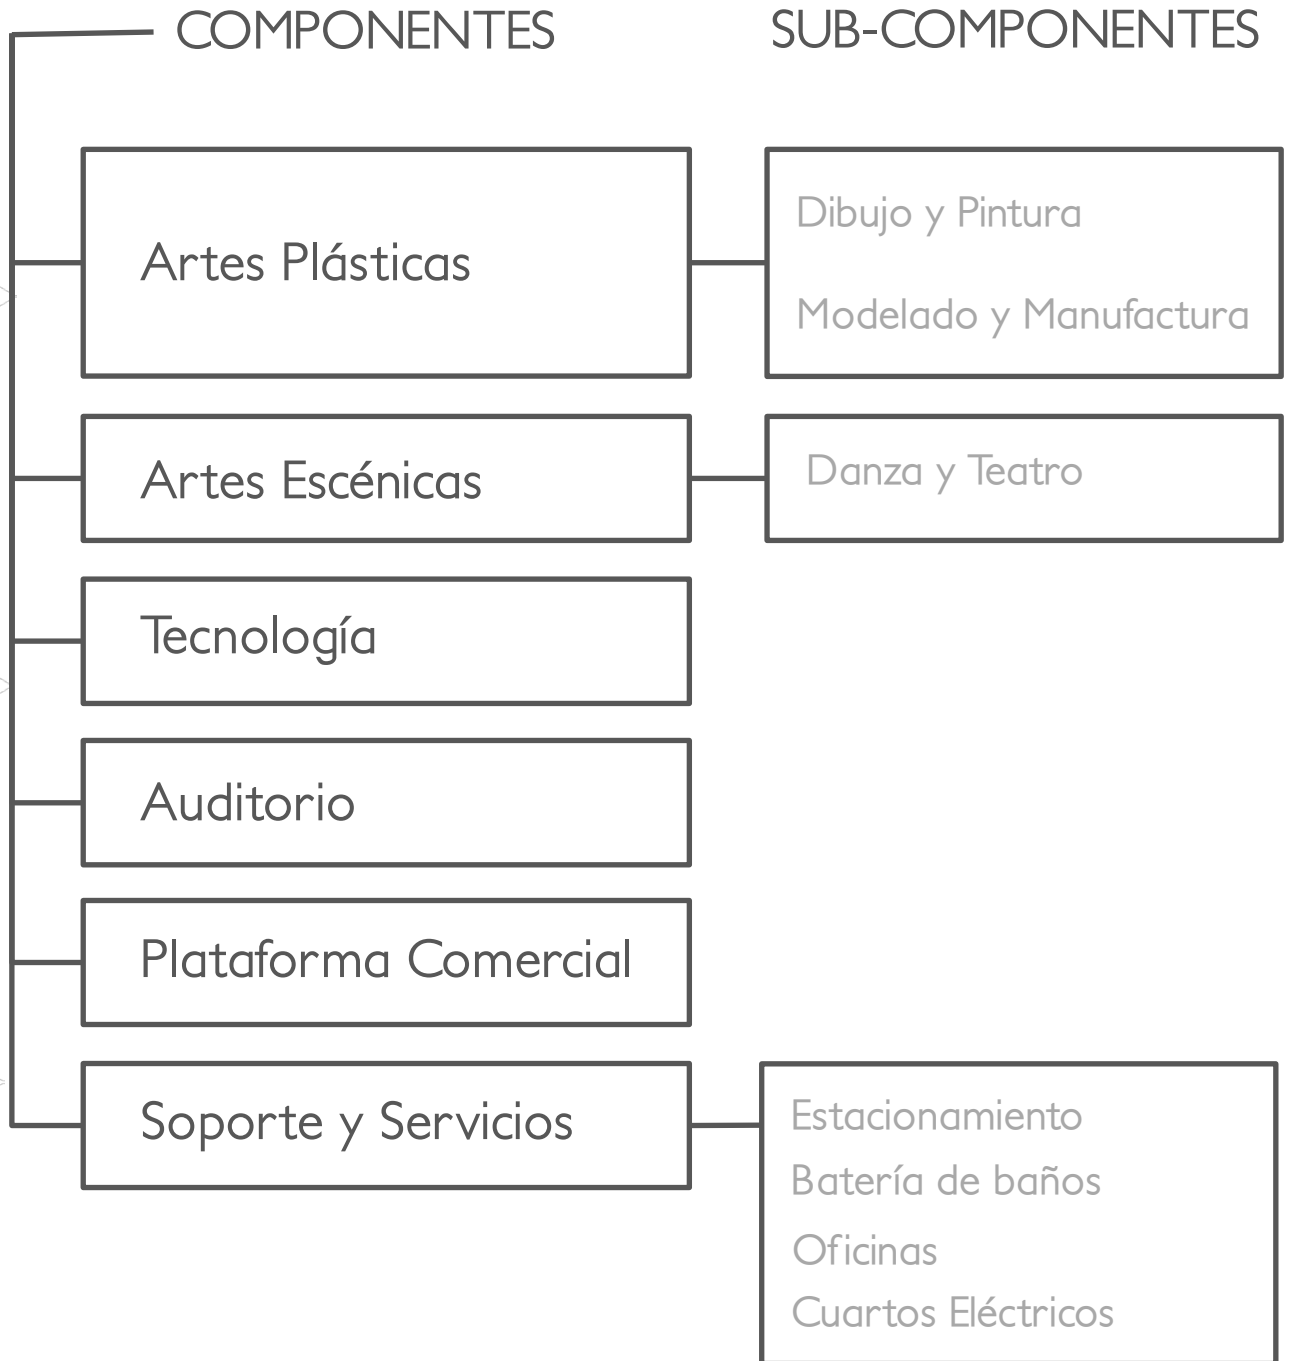 COMPONENTES
SUB-COMPONENTES
Artes Plásticas
Dibujo y Pintura
Modelado y Manufactura
Artes Escénicas
Danza y Teatro
Tecnología
Auditorio
Plataforma Comercial
Soporte y Servicios
Estacionamiento
Batería de baños
Oficinas
Cuartos Eléctricos